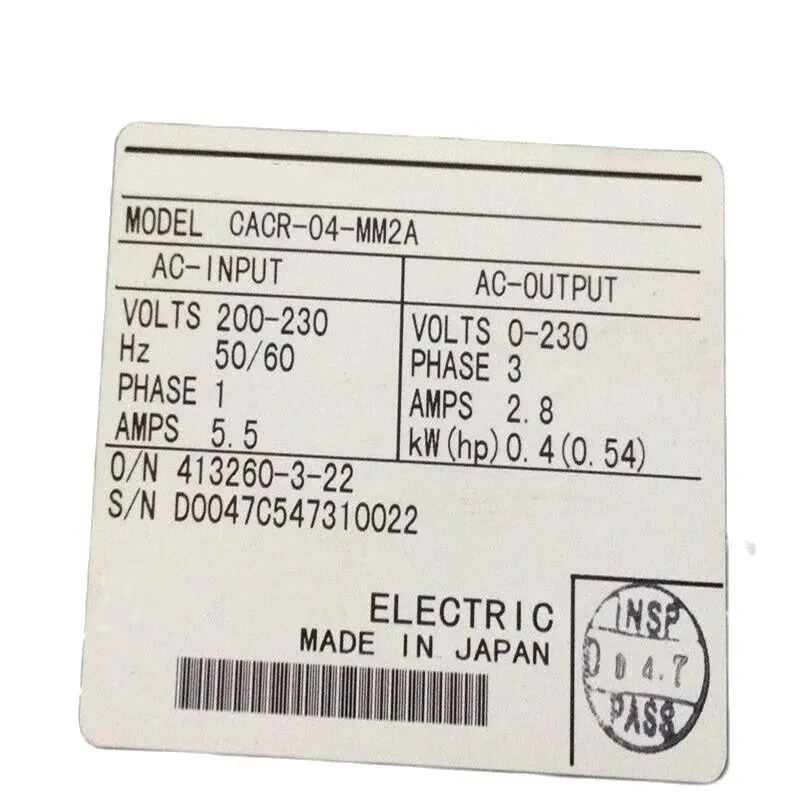 MODEL CACR-04-MM2A
AC-INPUT
VOLTS 200-230
Hz 50/60
PHASE 1
AMPS 5.5
AC-OUTPUT
VOLTS 0-230
PHASE 3
AMPS 2.8
kW(hp) 0.4(0.54)
O/N 413260-3-22
S/N D0047C547310022
ELECTRIC
MADE IN JAPAN
INSP
04.7
PASS